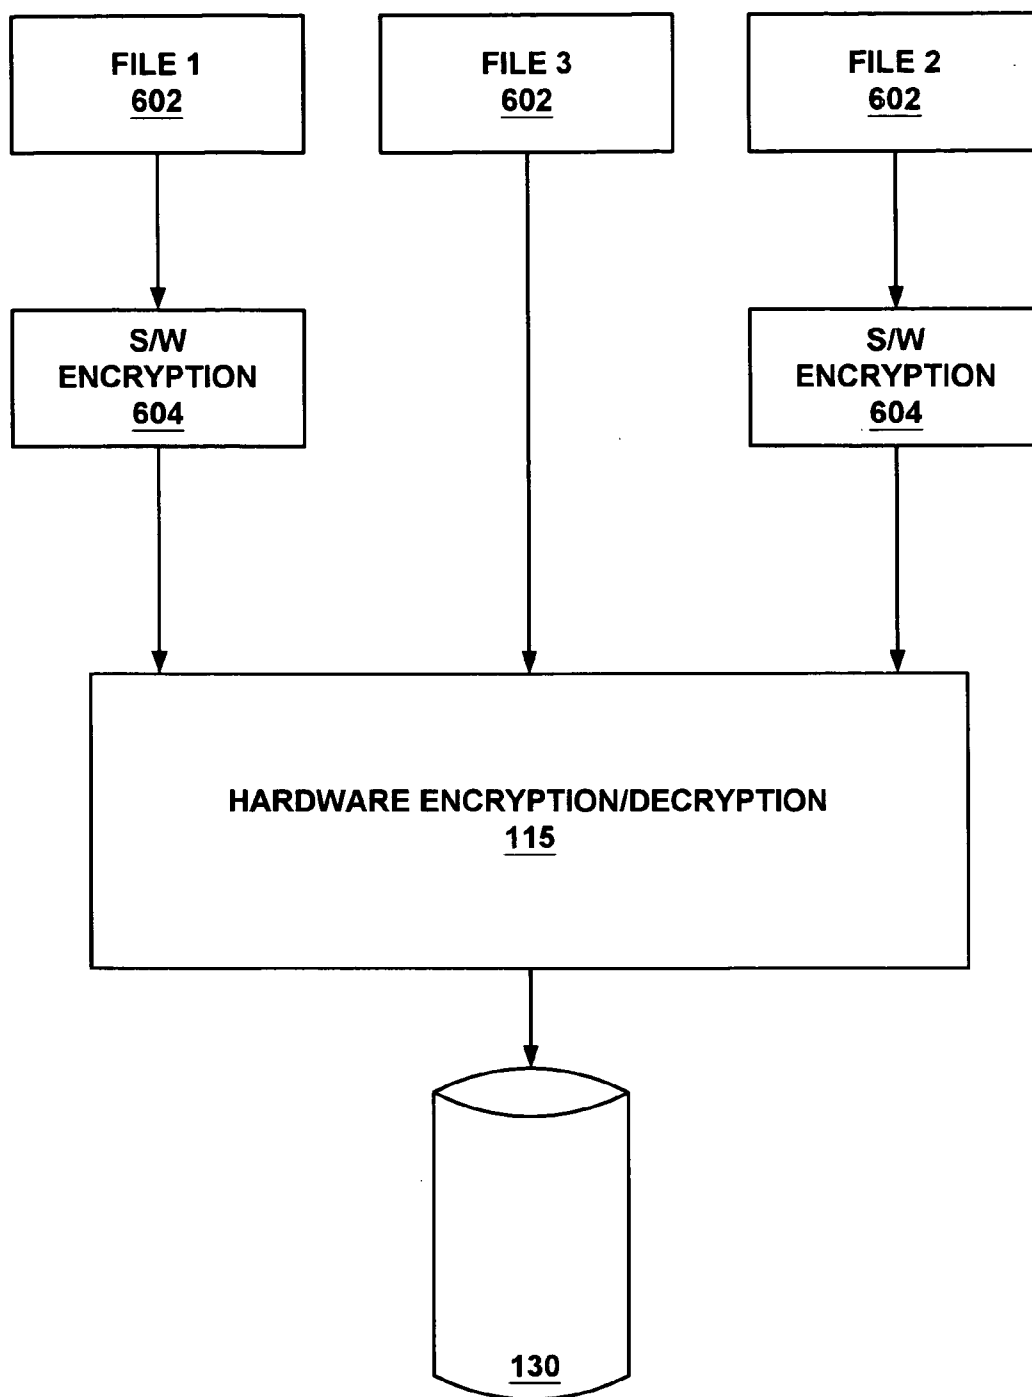 FILE 1
602
FILE 3
602
FILE 2
602
S/W
ENCRYPTION
604
S/W
ENCRYPTION
604
HARDWARE ENCRYPTION/DECRYPTION
115
130